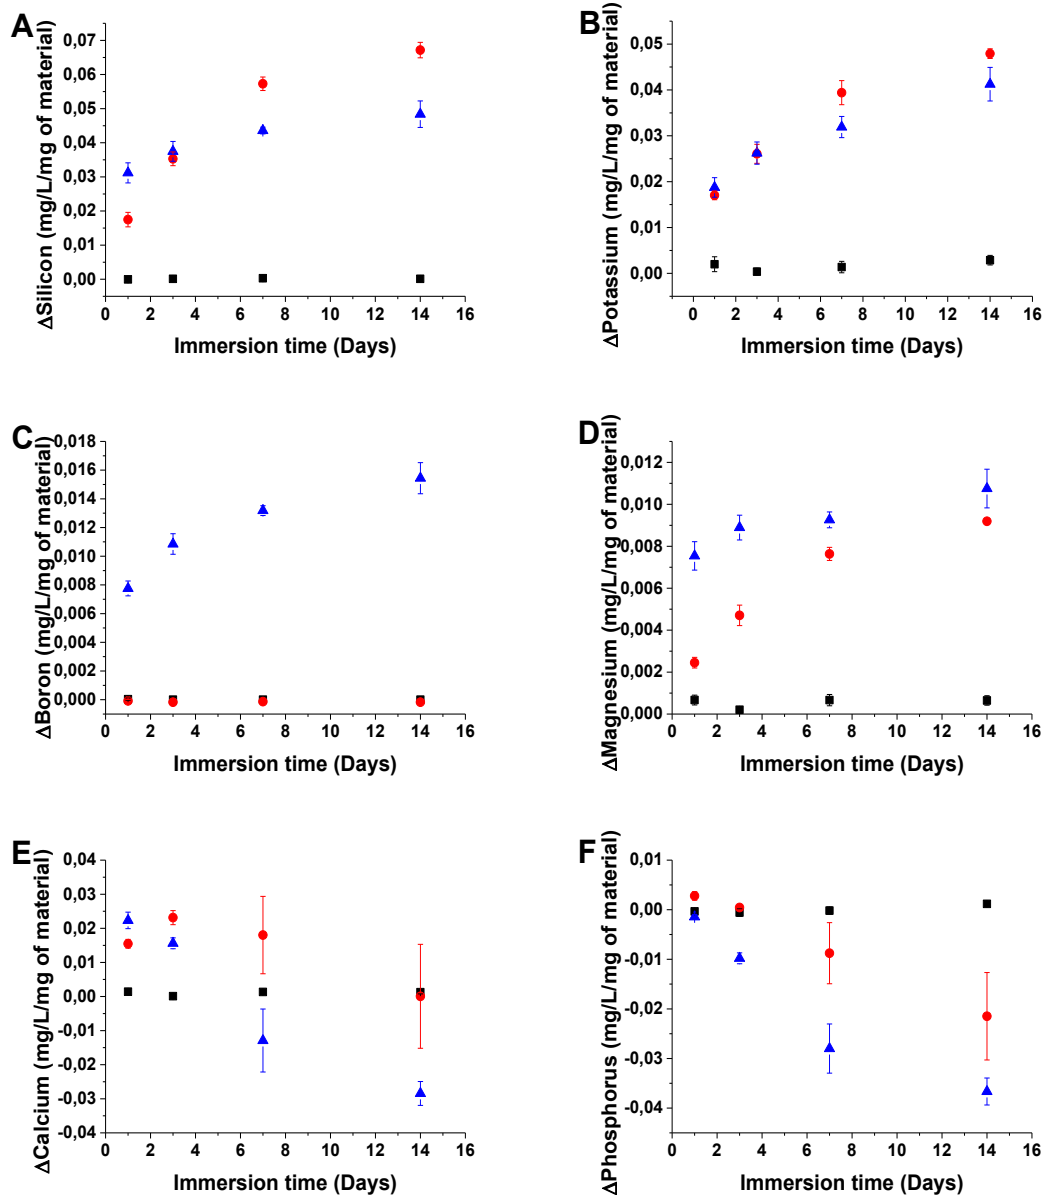 A
ΔSilicon (mg/L/mg of material)
0,07
0,06
0,05
0,04
0,03
0,02
0,01
0,00
0 2 4 6 8 10 12 14 16
Immersion time (Days)
B
ΔPotassium (mg/L/mg of material)
0,05
0,04
0,03
0,02
0,01
0,00
0 2 4 6 8 10 12 14 16
Immersion time (Days)
C
ΔBoron (mg/L/mg of material)
0,018
0,016
0,014
0,012
0,010
0,008
0,006
0,004
0,002
0,000
0 2 4 6 8 10 12 14 16
Immersion time (Days)
D
ΔMagnesium (mg/L/mg of material)
0,012
0,010
0,008
0,006
0,004
0,002
0,000
0 2 4 6 8 10 12 14 16
Immersion time (Days)
E
ΔCalcium (mg/L/mg of material)
0,04
0,03
0,02
0,01
0,00
-0,01
-0,02
-0,03
-0,04
0 2 4 6 8 10 12 14 16
Immersion time (Days)
F
ΔPhosphorus (mg/L/mg of material)
0,01
0,00
-0,01
-0,02
-0,03
-0,04
0 2 4 6 8 10 12 14 16
Immersion time (Days)